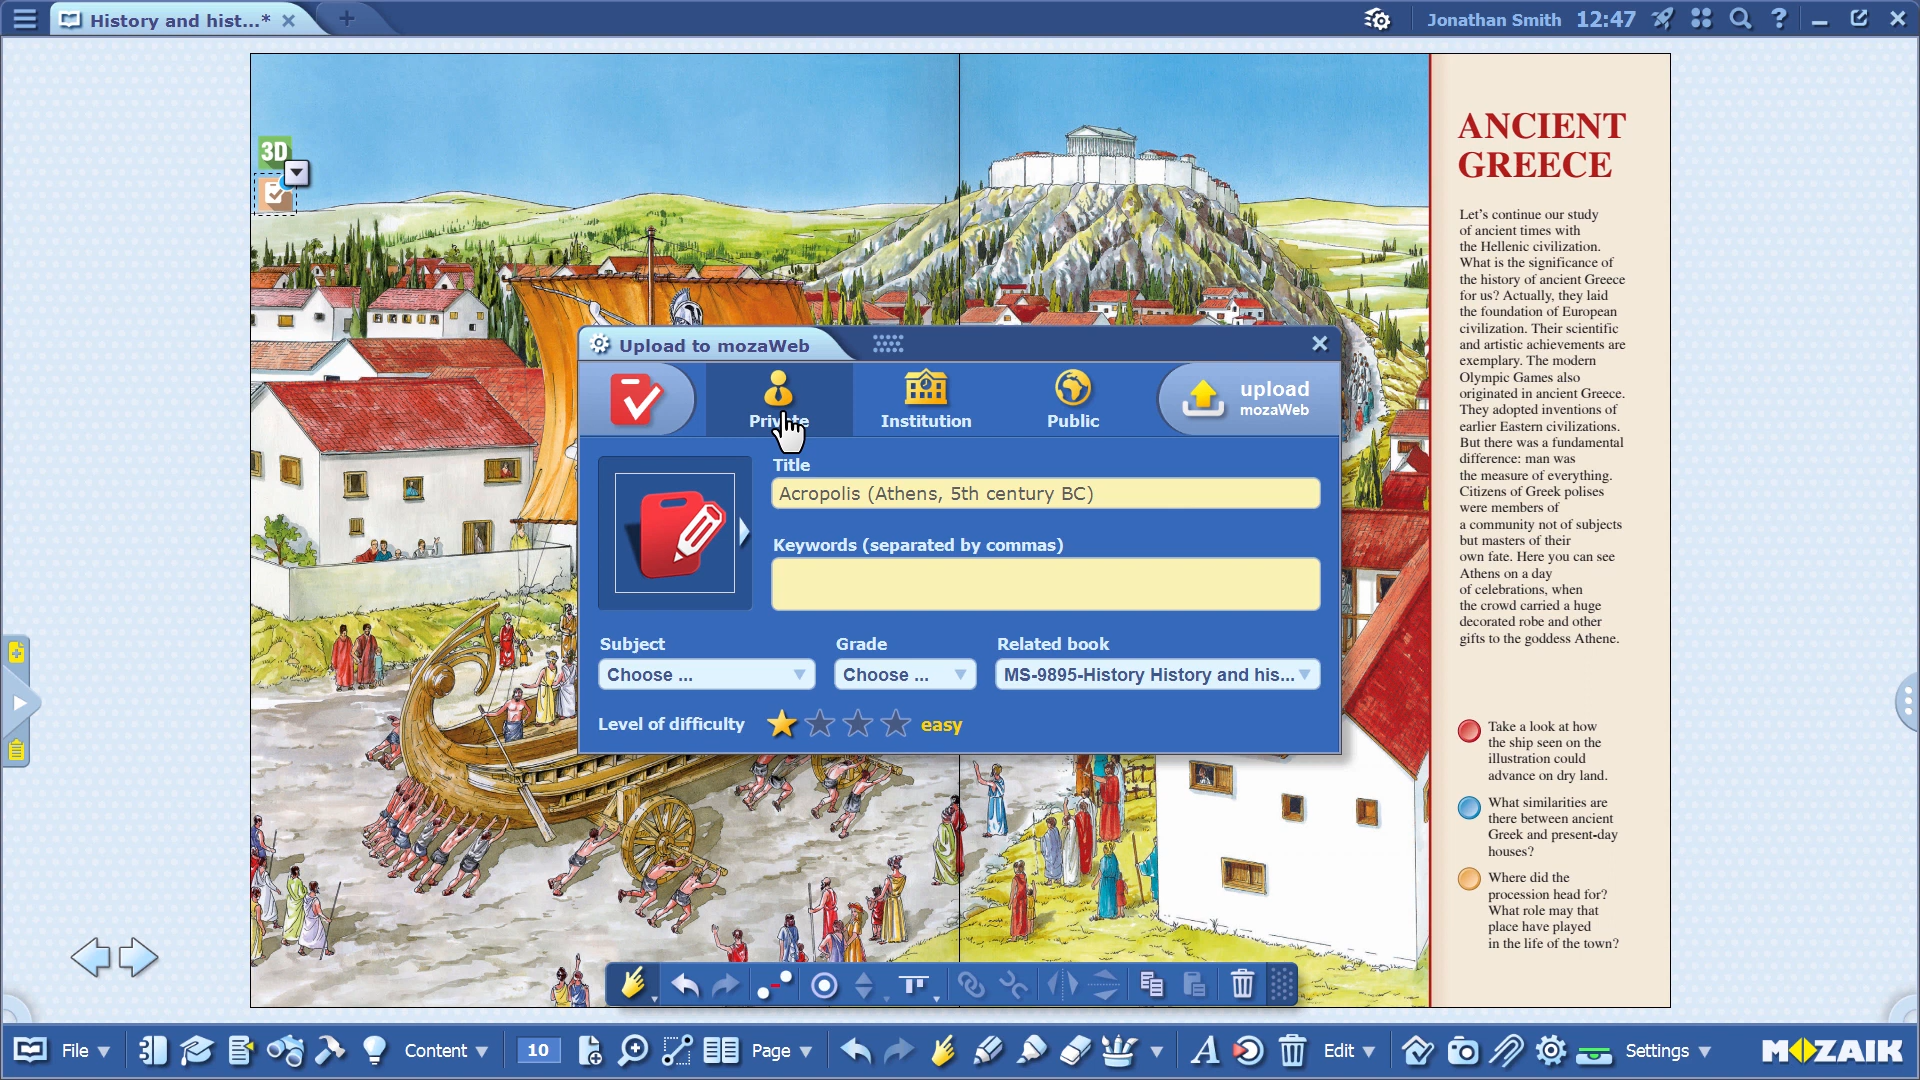 History and hist...*
Jonathan Smith 12:47
3D
ANCIENT
GREECE
Let's continue our study
of ancient times with
the Hellenic civilization.
What is the significance of
the history of ancient Greece
for us? Actually, they laid
the foundation of European
civilization. Their scientific
and artistic achievements are
exemplary. The modern
Olympic Games also
originated in ancient Greece.
They adopted inventions of
earlier Eastern civilizations.
But there was a fundamental
difference: man was
the measure of everything.
Citizens of Greek polises
were members of
a community not of subjects
but masters of their
own fate. Here you can see
Athens on a day
of celebrations, when
the crowd carried a huge
decorated robe and other
gifts to the goddess Athene.
Take a look at how
the ship seen on the
illustration could
advance on dry land.
What similarities are
there between ancient
Greek and present-day
houses?
Where did the
procession head for?
What role may that
place have played
in the life of the town?
Upload to mozaWeb
Private
Institution
Public
upload
mozaWeb
Title
Acropolis (Athens, 5th century BC)
Keywords (separated by commas)
Subject
Choose ...
Grade
Choose ...
Related book
MS-9895-History History and his...
Level of difficulty easy
File Content 10 Page Edit Settings MOZAIK